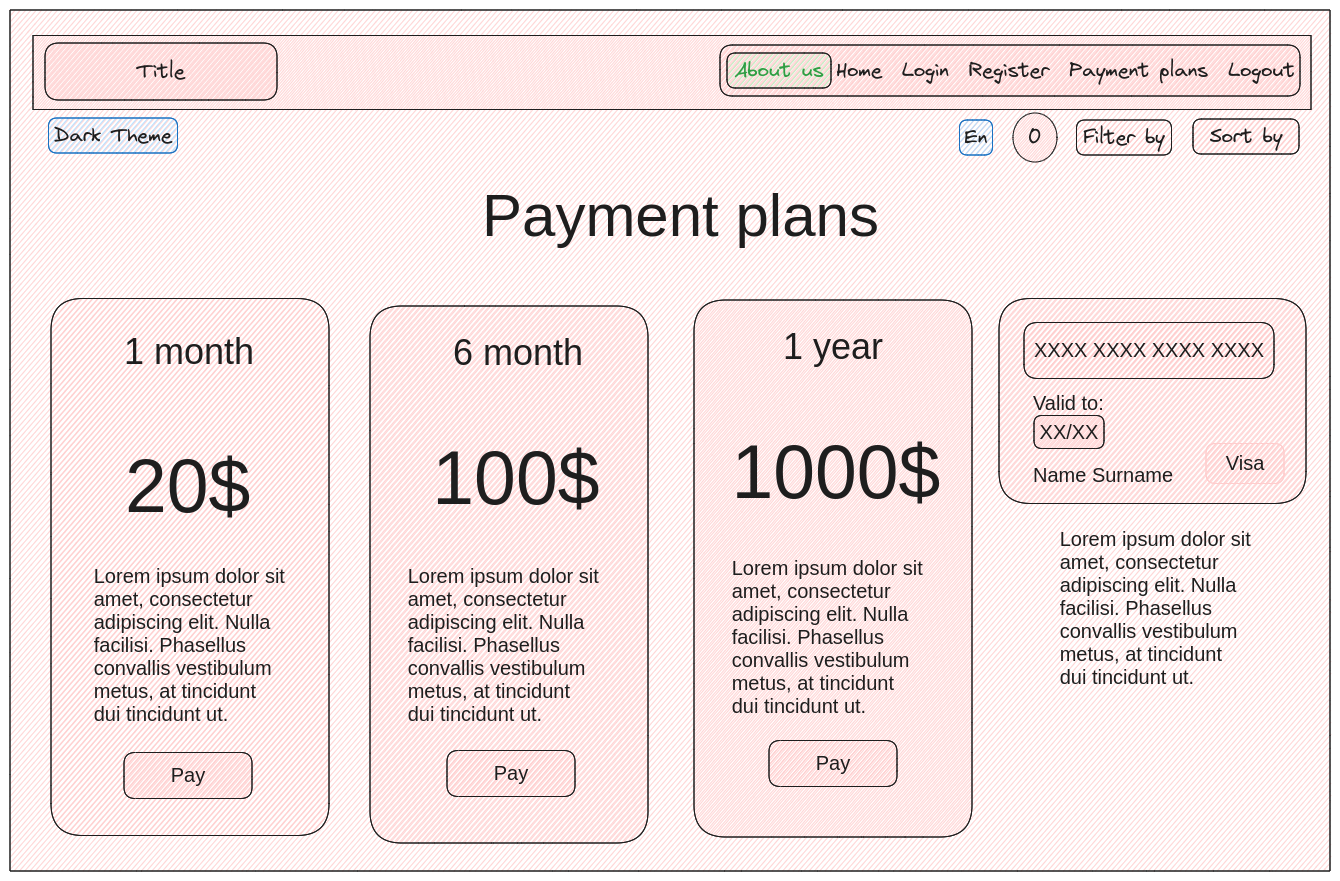 Title
About us Home Login Register Payment plans Logout
Dark Theme
En
0
Filter by
Sort by
Payment plans
1 month
20$
Lorem ipsum dolor sit
amet, consectetur
adipiscing elit. Nulla
facilisi. Phasellus
convallis vestibulum
metus, at tincidunt
dui tincidunt ut.
Pay
6 month
100$
Lorem ipsum dolor sit
amet, consectetur
adipiscing elit. Nulla
facilisi. Phasellus
convallis vestibulum
metus, at tincidunt
dui tincidunt ut.
Pay
1 year
1000$
Lorem ipsum dolor sit
amet, consectetur
adipiscing elit. Nulla
facilisi. Phasellus
convallis vestibulum
metus, at tincidunt
dui tincidunt ut.
Pay
XXXX XXXX XXXX XXXX
Valid to:
XX/XX
Name Surname
Visa
Lorem ipsum dolor sit
amet, consectetur
adipiscing elit. Nulla
facilisi. Phasellus
convallis vestibulum
metus, at tincidunt
dui tincidunt ut.